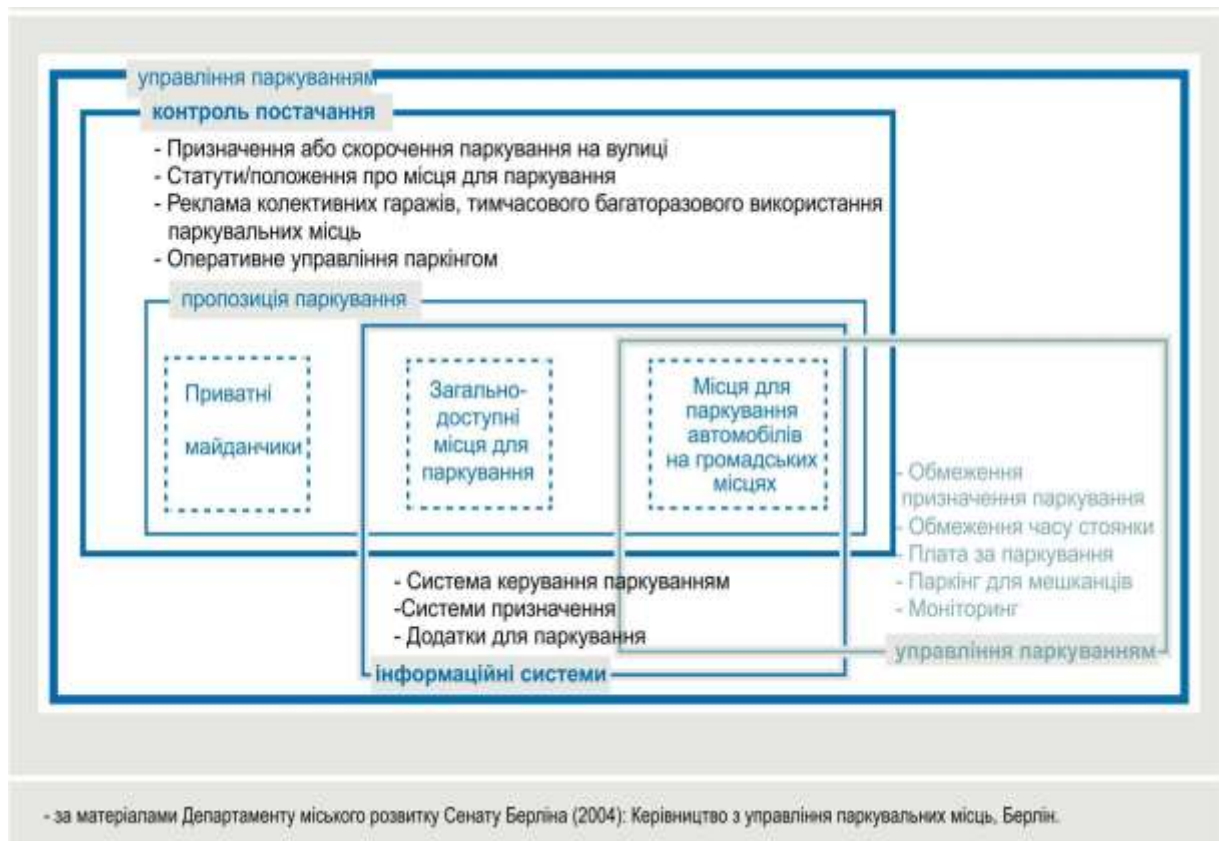 управління паркуванням
контроль постачання
- Призначення або скорочення паркування на вулиці
- Статути/положення про місця для паркування
- Реклама колективних гаражів, тимчасового багаторазового використання
паркувальних місць
- Оперативне управління паркінгом
пропозиція паркування
Приватні
майданчики
Загально-
доступні
місця для
паркування
Місця для
паркування
автомобілів
на громадських
місцях
- Обмеження
призначення паркування
- Обмеження часу стоянки
- Плата за паркування
- Паркінг для мешканців
- Моніторинг
управління паркуванням
- Система керування паркуванням
-Системи призначення
- Додатки для паркування
інформаційні системи
- за матеріалами Департаменту міського розвитку Сенату Берліна (2004): Керівництво з управління паркувальних місць, Берлін.